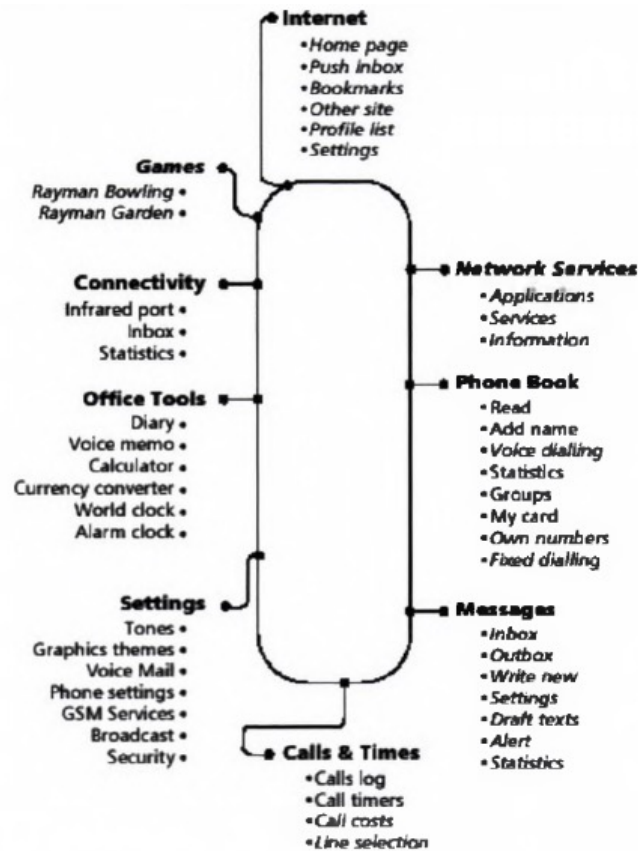 Internet
•Home page
•Push inbox
•Bookmarks
•Other site
•Profile list
•Settings
Games
Rayman Bowling •
Rayman Garden •
Connectivity
Infrared port •
Inbox •
Statistics •
Office Tools
Diary •
Voice memo •
Calculator •
Currency converter •
World clock •
Alarm clock •
Settings
Tones •
Graphics themes •
Voice Mail •
Phone settings •
GSM Services •
Broadcast •
Security •
Calls & Times
•Calls log
•Call timers
•Call costs
•Line selection
Network Services
•Applications
•Services
•Information
Phone Book
•Read
•Add name
•Voice dialling
•Statistics
•Groups
•My card
•Own numbers
•Fixed dialling
Messages
•Inbox
•Outbox
•Write new
•Settings
•Draft texts
•Alert
•Statistics